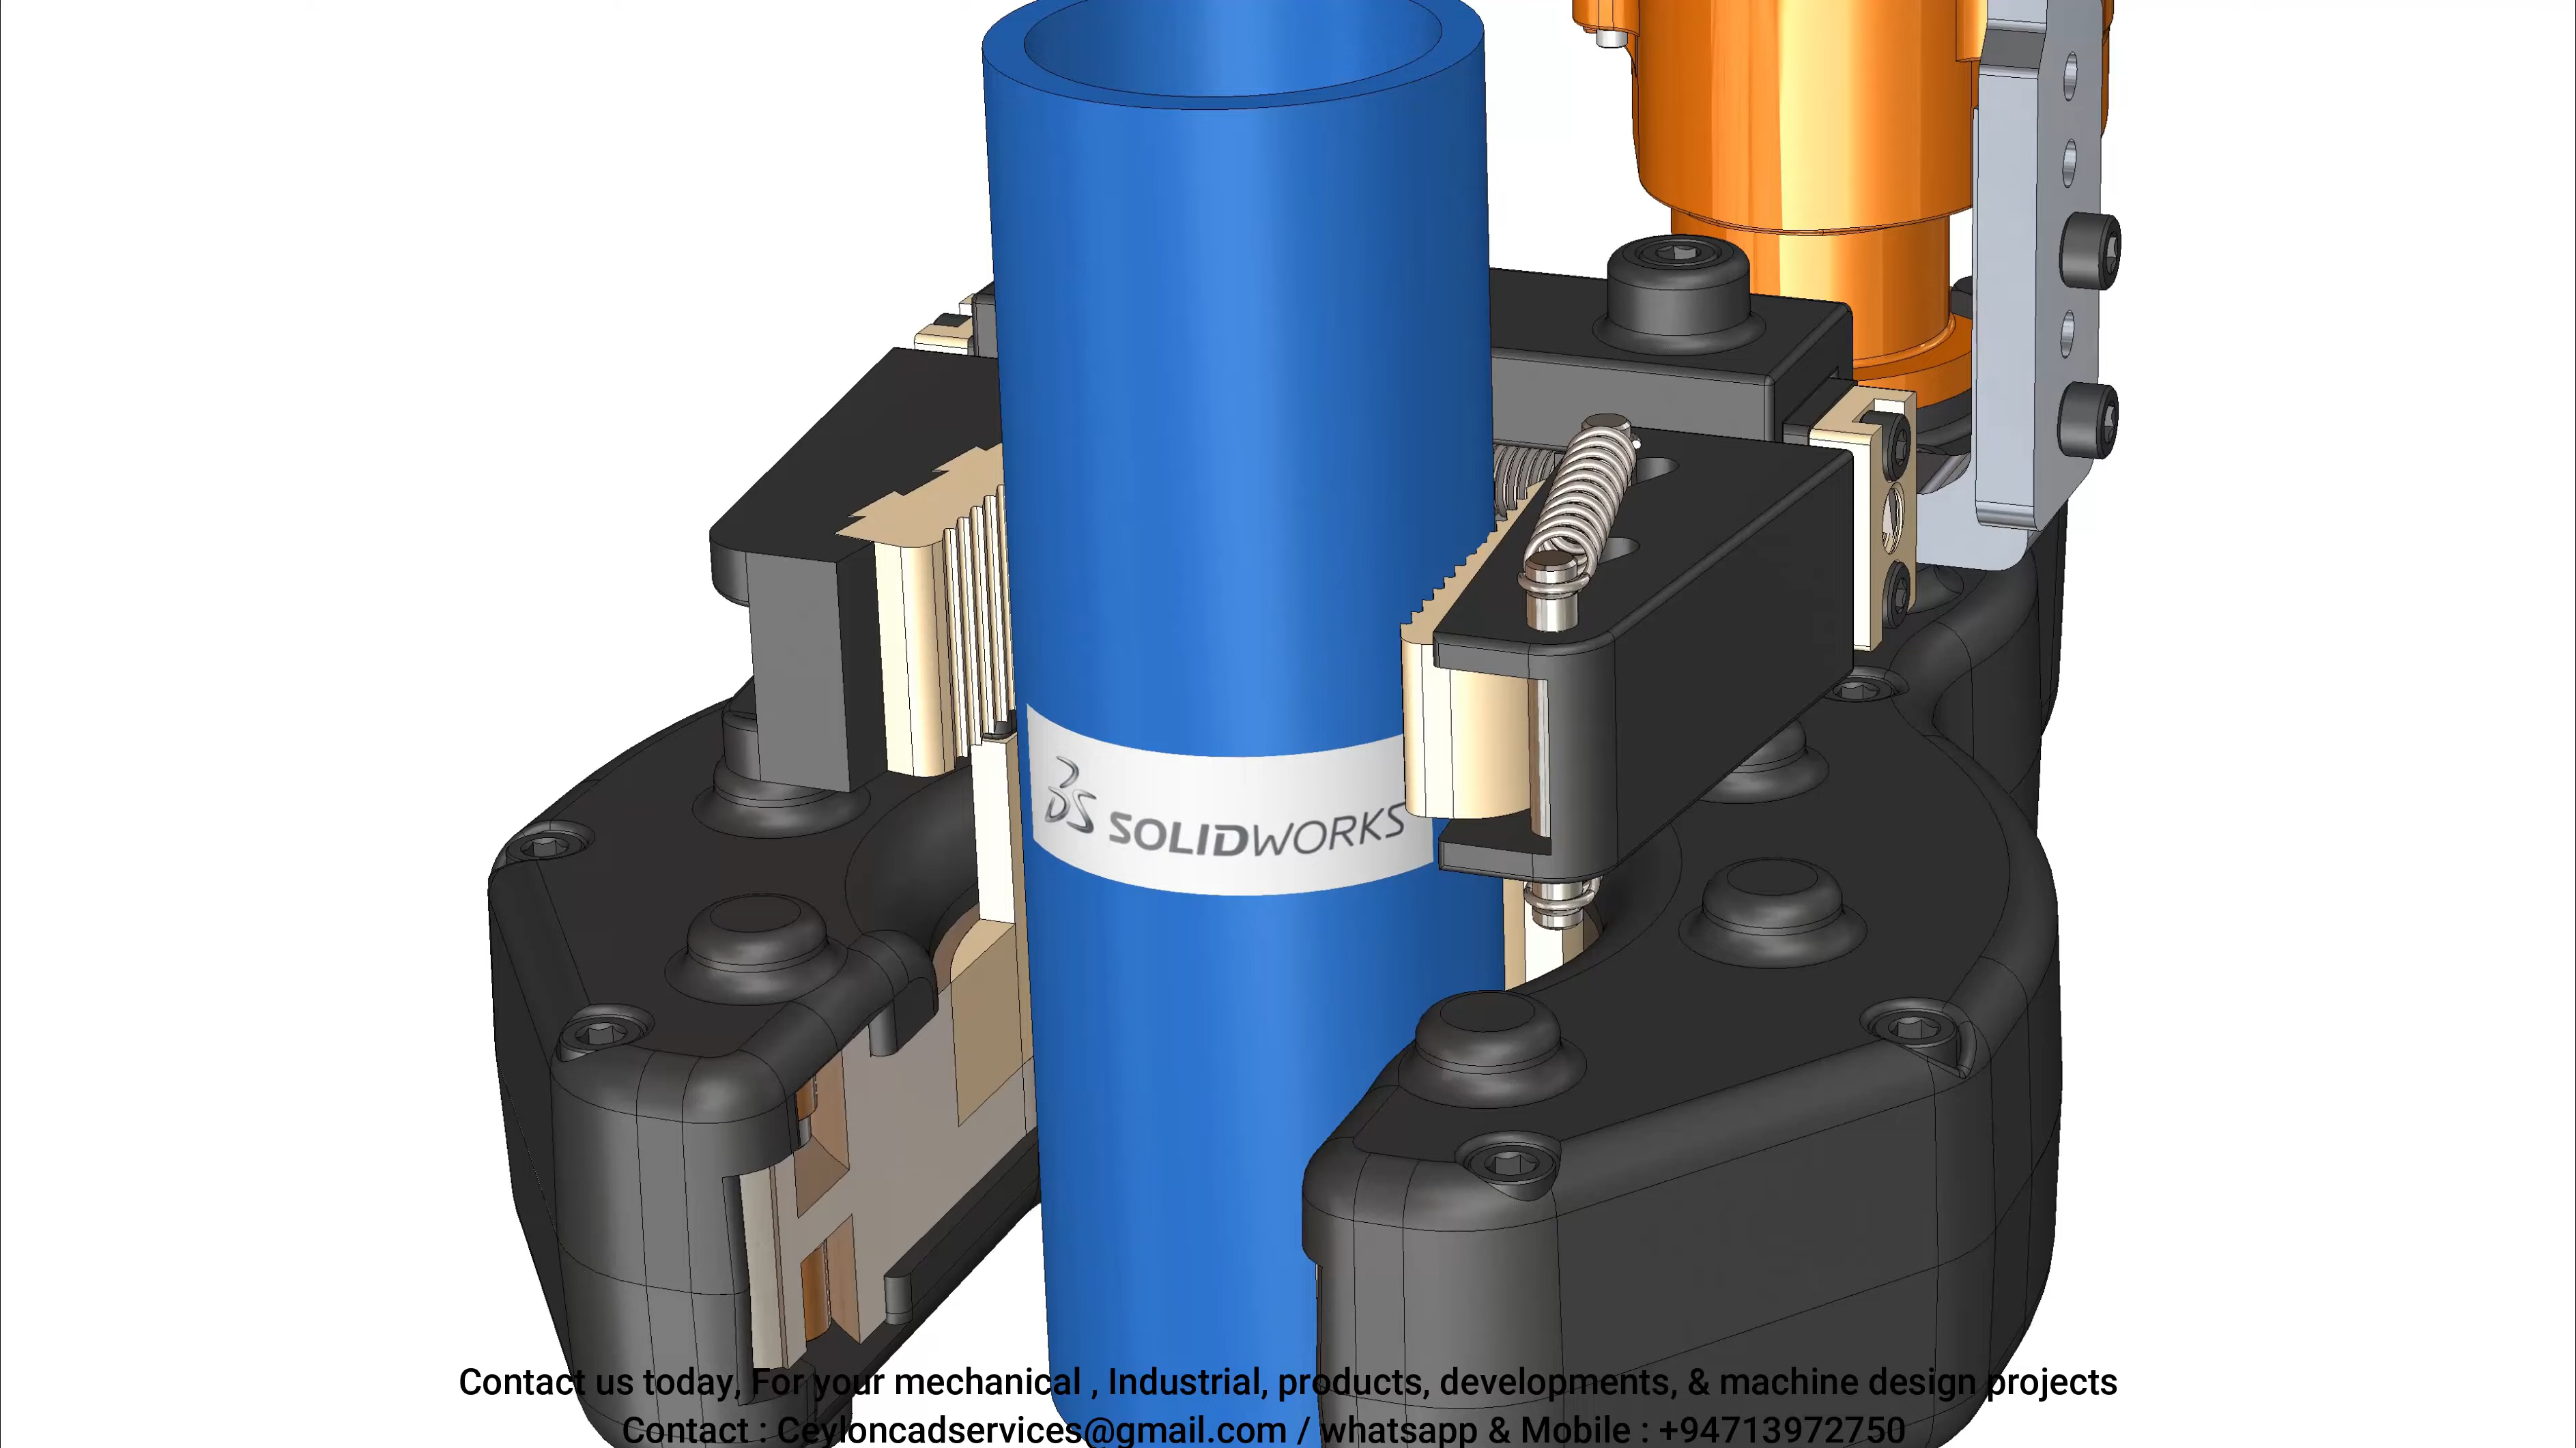 SOLIDWORKS
Contact us today, For your mechanical , Industrial, products, developments, & machine design projects
Contact : Ceyloncadservices@gmail.com / whatsapp & Mobile : +94713972750